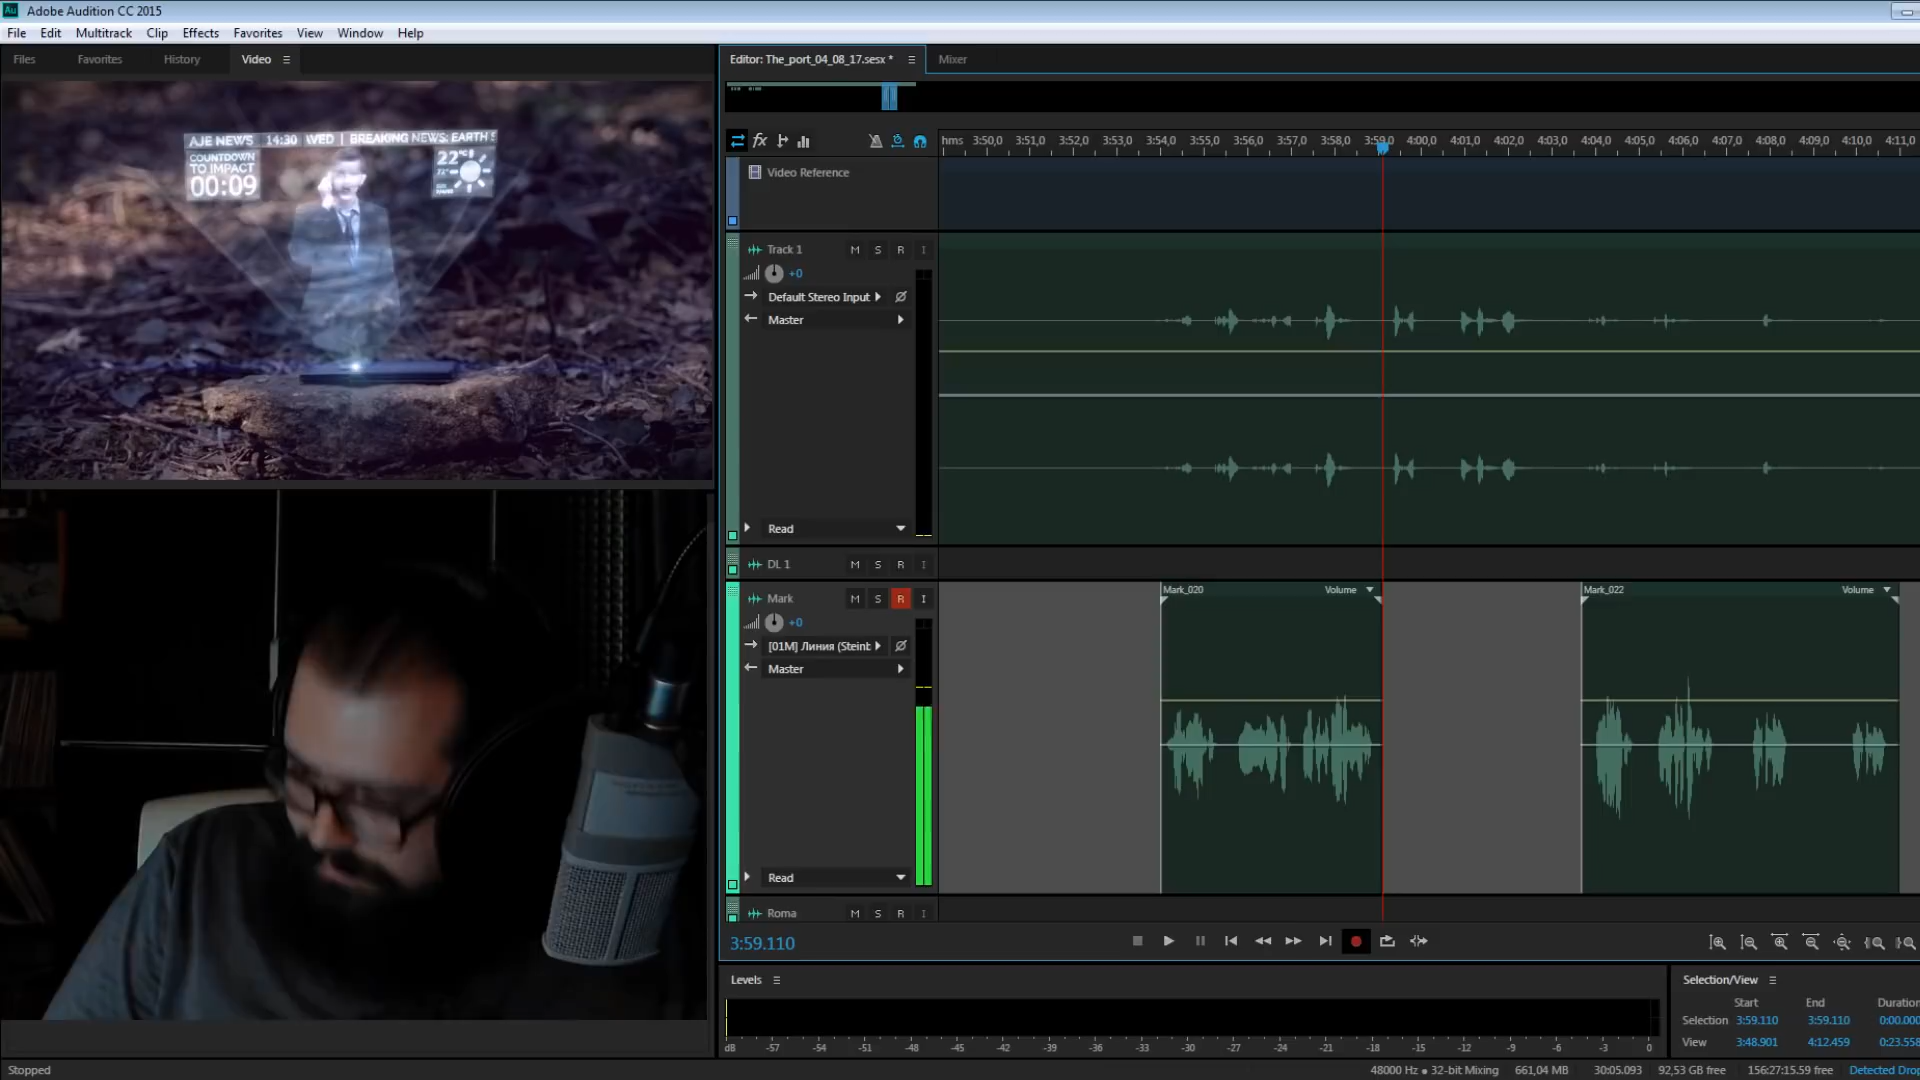 Adobe Audition CC 2015
File Edit Multitrack Clip Effects Favorites View Window Help
Files Favorites History Video
Editor: The_port_04_08_17.sesx * Mixer
AJE NEWS 14:30 WED | BREAKING NEWS: EARTH S
COUNTDOWN
TO IMPACT
00:09
22°C
hms 3:50,0 3:51,0 3:52,0 3:53,0 3:54,0 3:55,0 3:56,0 3:57,0 3:58,0 3:59,0 4:00,0 4:01,0 4:02,0 4:03,0 4:04,0 4:05,0 4:06,0 4:07,0 4:08,0 4:09,0 4:10,0 4:11,0
Video Reference
Track 1 M S R I
+0
Default Stereo Input
Master
Read
DL 1 M S R I
Mark M S R I
+0
[01M] Линия (Steint
Master
Read
Mark_020 Volume
Mark_022 Volume
Roma M S R I
3:59.110
Levels
dB -57 -54 -51 -48 -45 -42 -39 -36 -33 -30 -27 -24 -21 -18 -15 -12 -9 -6 -3 0
Selection/View
Start End Duration
Selection 3:59.110 3:59.110 0:00.000
View 3:48.901 4:12.459 0:23.558
Stopped
48000 Hz • 32-bit Mixing 661,04 MB 30:05.093 92,53 GB free 156:27:15.59 free Detected Drop